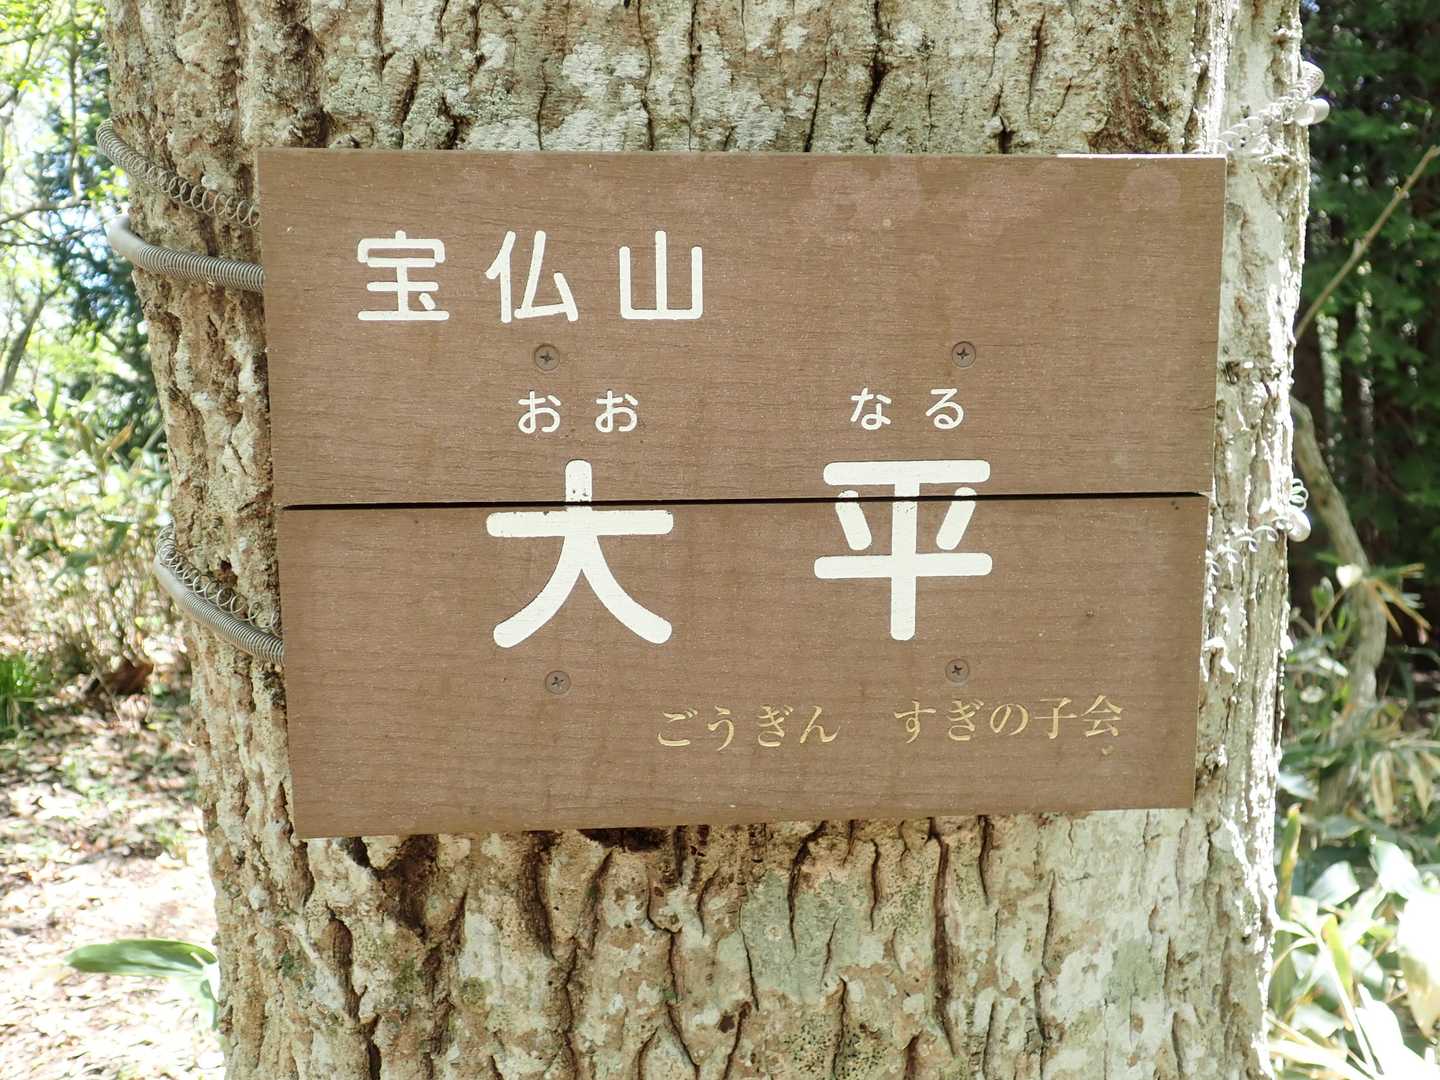 宝仏山
おお なる
大 平
ごうぎん すぎの子会